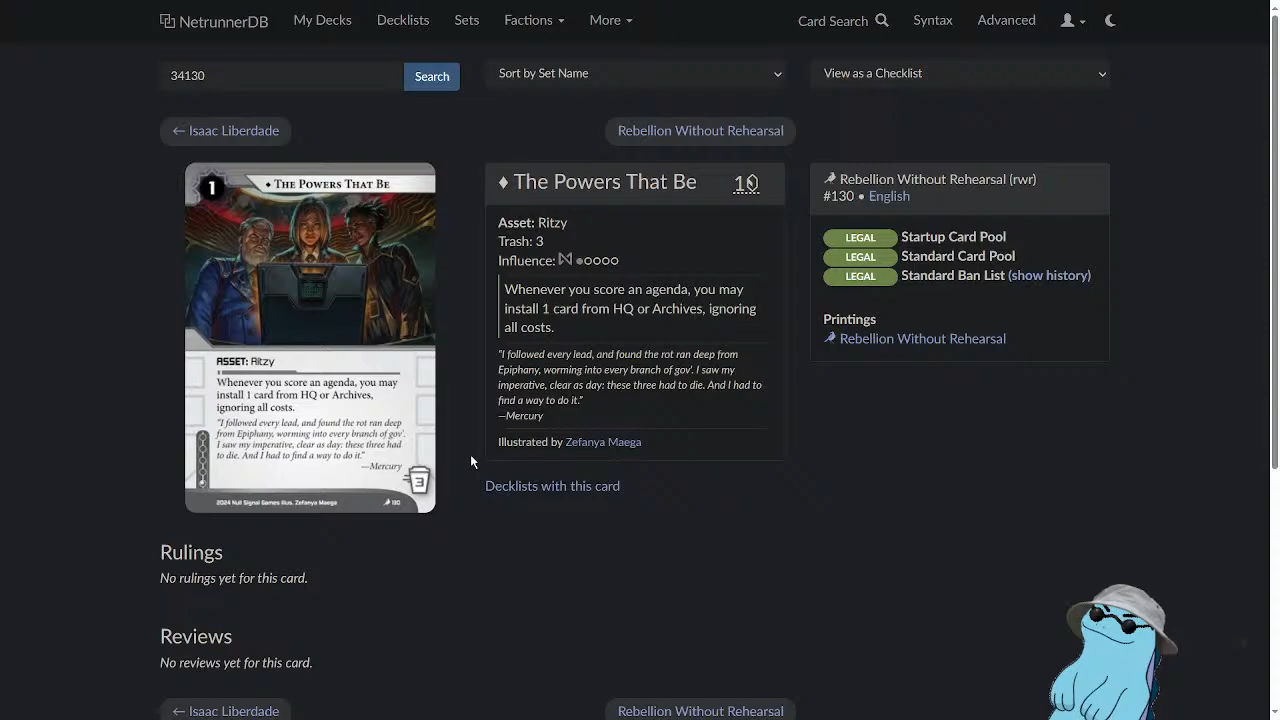 NetrunnerDB My Decks Decklists Sets Factions More Card Search Syntax Advanced
34130 Search Sort by Set Name View as a Checklist
← Isaac Liberdade Rebellion Without Rehearsal
1
♦ The Powers That Be
ASSET: Ritzy
Whenever you score an agenda, you may
install 1 card from HQ or Archives,
ignoring all costs.
"I followed every lead, and found the rot ran deep
from Epiphany, worming into every branch of gov'.
I saw my imperative, clear as day: these three had
to die. And I had to find a way to do it."
—Mercury
3
2024 Null Signal Games Illus. Zefanya Maega
130
♦ The Powers That Be 1
Asset: Ritzy
Trash: 3
Influence: ●○○○○
Whenever you score an agenda, you may
install 1 card from HQ or Archives, ignoring
all costs.
"I followed every lead, and found the rot ran deep from
Epiphany, worming into every branch of gov'. I saw my
imperative, clear as day: these three had to die. And I had to
find a way to do it."
—Mercury
Illustrated by Zefanya Maega
Decklists with this card
Rebellion Without Rehearsal (rwr)
#130 • English
LEGAL Startup Card Pool
LEGAL Standard Card Pool
LEGAL Standard Ban List (show history)
Printings
Rebellion Without Rehearsal
Rulings
No rulings yet for this card.
Reviews
No reviews yet for this card.
← Isaac Liberdade Rebellion Without Rehearsal